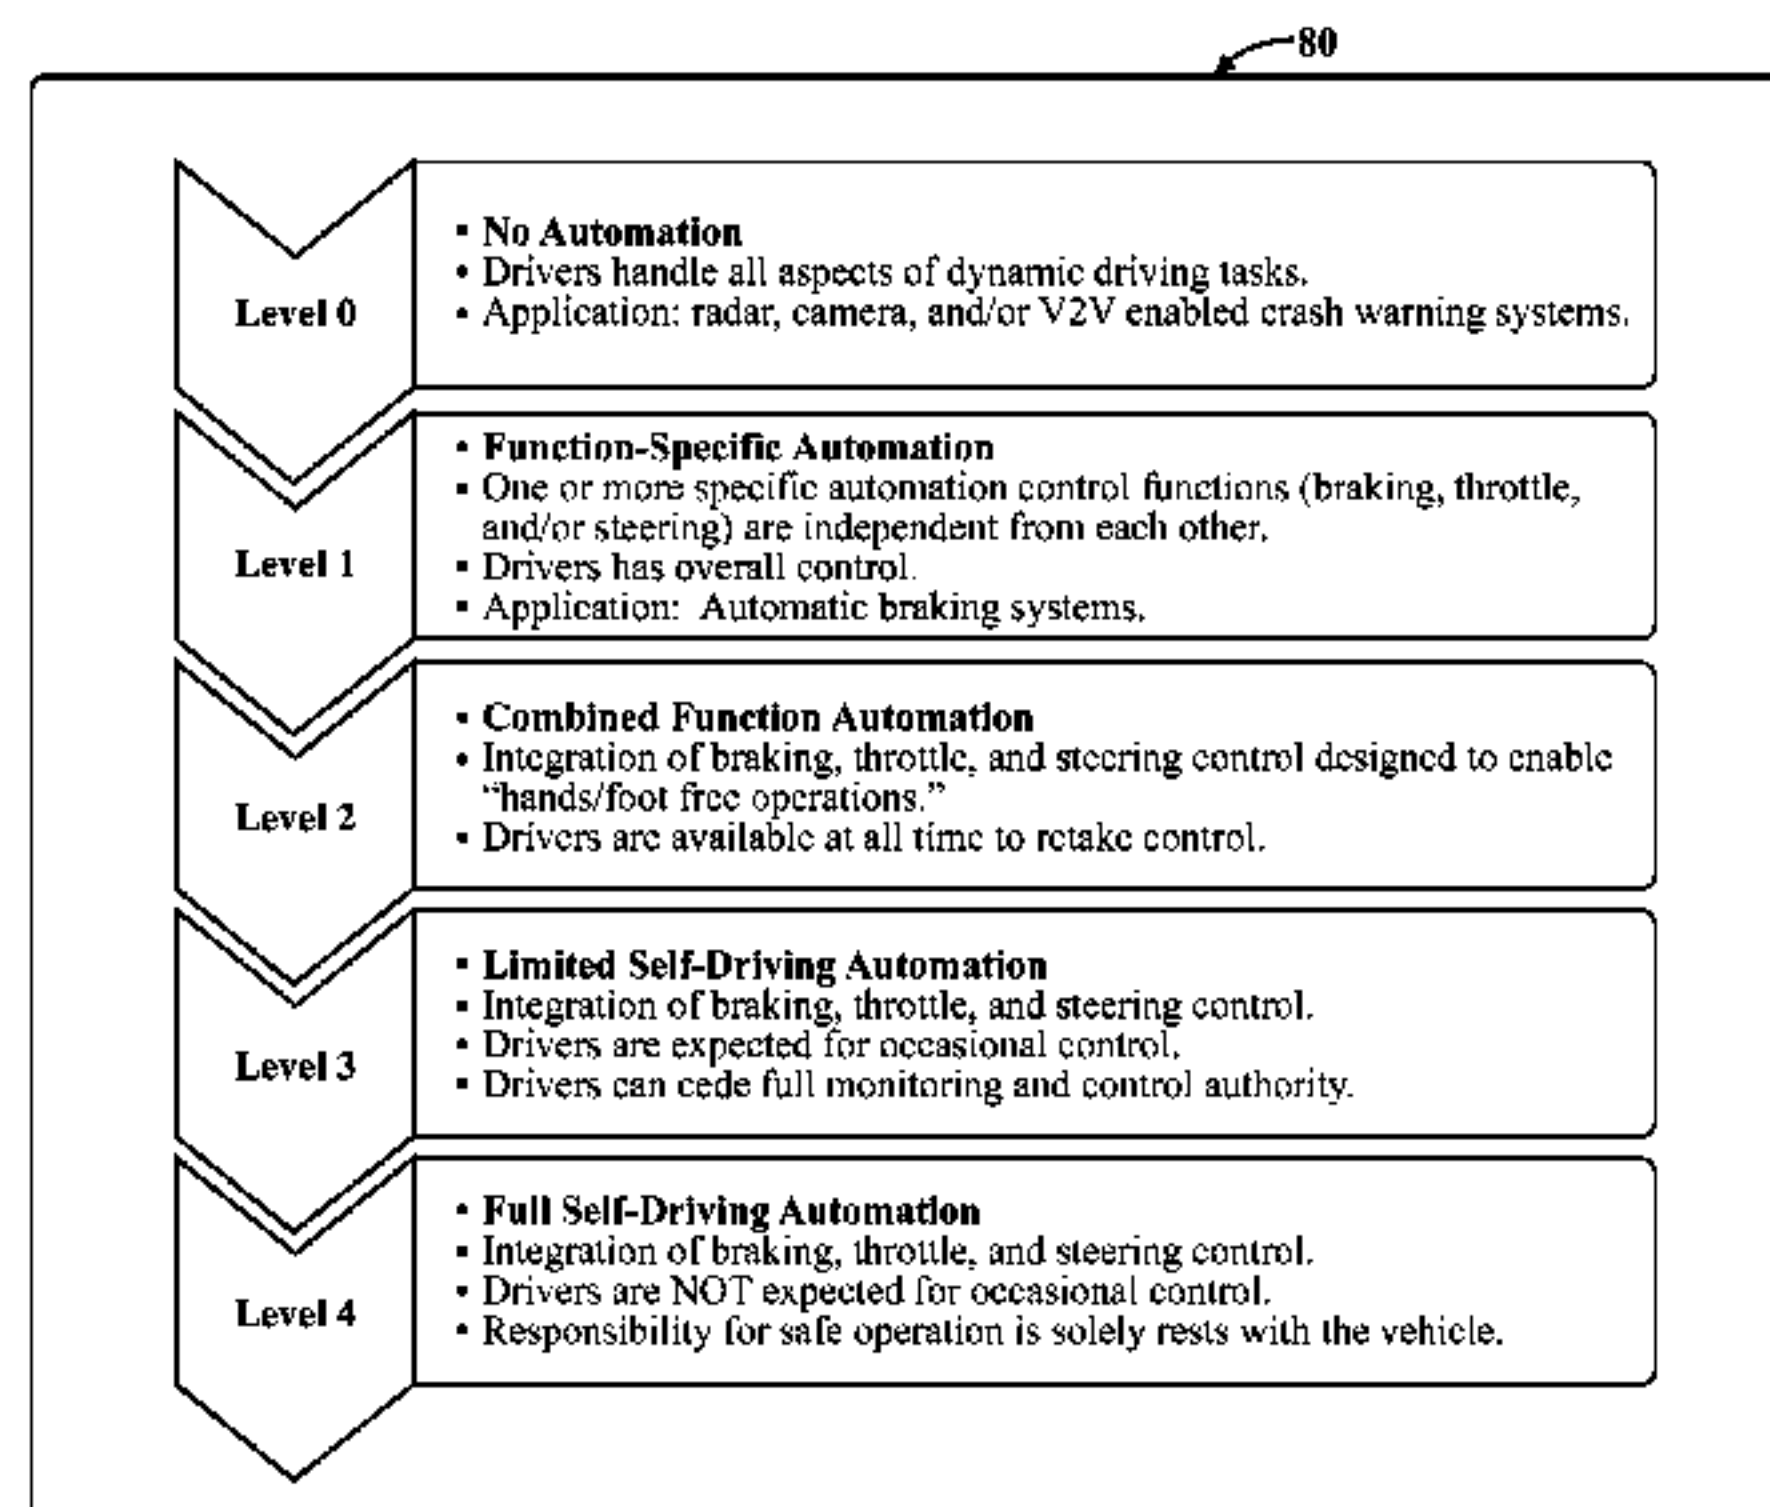 80
Level 0
▪ No Automation
• Drivers handle all aspects of dynamic driving tasks.
• Application: radar, camera, and/or V2V enabled crash warning systems.
Level 1
• Function-Specific Automation
▪ One or more specific automation control functions (braking, throttle,
and/or steering) are independent from each other.
▪ Drivers has overall control.
▪ Application: Automatic braking systems.
Level 2
▪ Combined Function Automation
• Integration of braking, throttle, and steering control designed to enable
“hands/foot free operations.”
▪ Drivers are available at all time to retake control.
Level 3
▪ Limited Self-Driving Automation
▪ Integration of braking, throttle, and steering control.
• Drivers are expected for occasional control.
▪ Drivers can cede full monitoring and control authority.
Level 4
• Full Self-Driving Automation
▪ Integration of braking, throttle, and steering control.
• Drivers are NOT expected for occasional control.
• Responsibility for safe operation is solely rests with the vehicle.